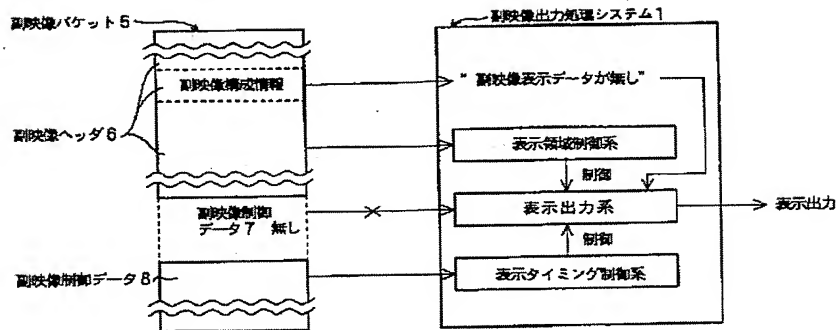 副映像パケット5
副映像出力処理システム1
副映像構成情報
"副映像表示データが無し"
副映像ヘッダ6
表示領域制御系
制御
副映像制御
データ7 無し
表示出力系
表示出力
制御
副映像制御データ8
表示タイミング制御系